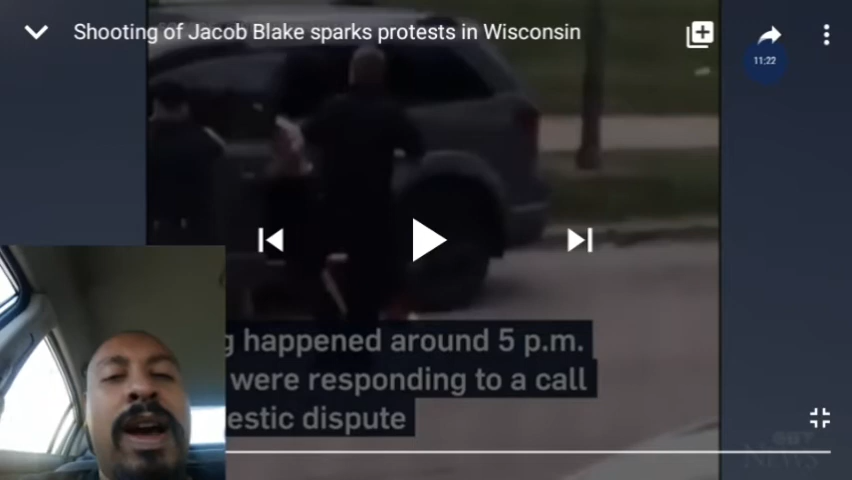 Shooting of Jacob Blake sparks protests in Wisconsin
11:22
g happened around 5 p.m.
were responding to a call
estic dispute
NEWS